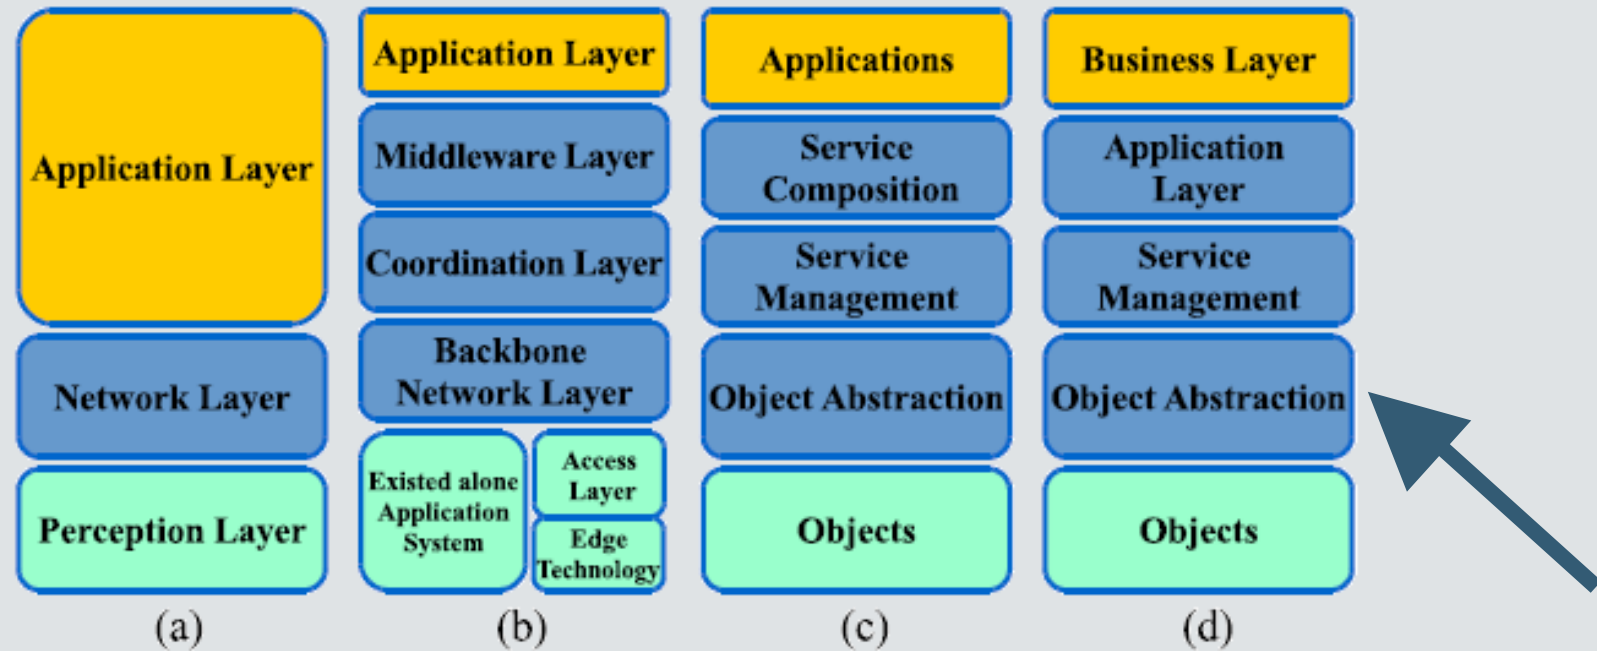 Application Layer
Network Layer
Perception Layer
(a)
Application Layer
Middleware Layer
Coordination Layer
Backbone
Network Layer
Existed alone
Application
System
Access
Layer
Edge
Technology
(b)
Applications
Service
Composition
Service
Management
Object Abstraction
Objects
(c)
Business Layer
Application
Layer
Service
Management
Object Abstraction
Objects
(d)